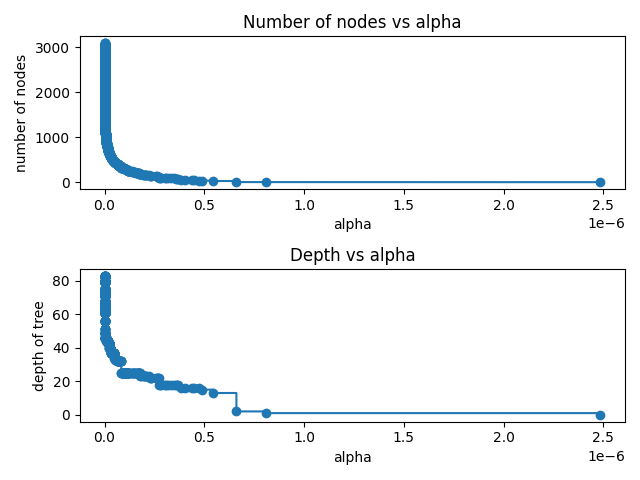 Number of nodes vs alpha
number of nodes
3000
2000
1000
0
0.0 0.5 1.0 1.5 2.0 2.5
1e−6
alpha
Depth vs alpha
depth of tree
80
60
40
20
0
0.0 0.5 1.0 1.5 2.0 2.5
1e−6
alpha